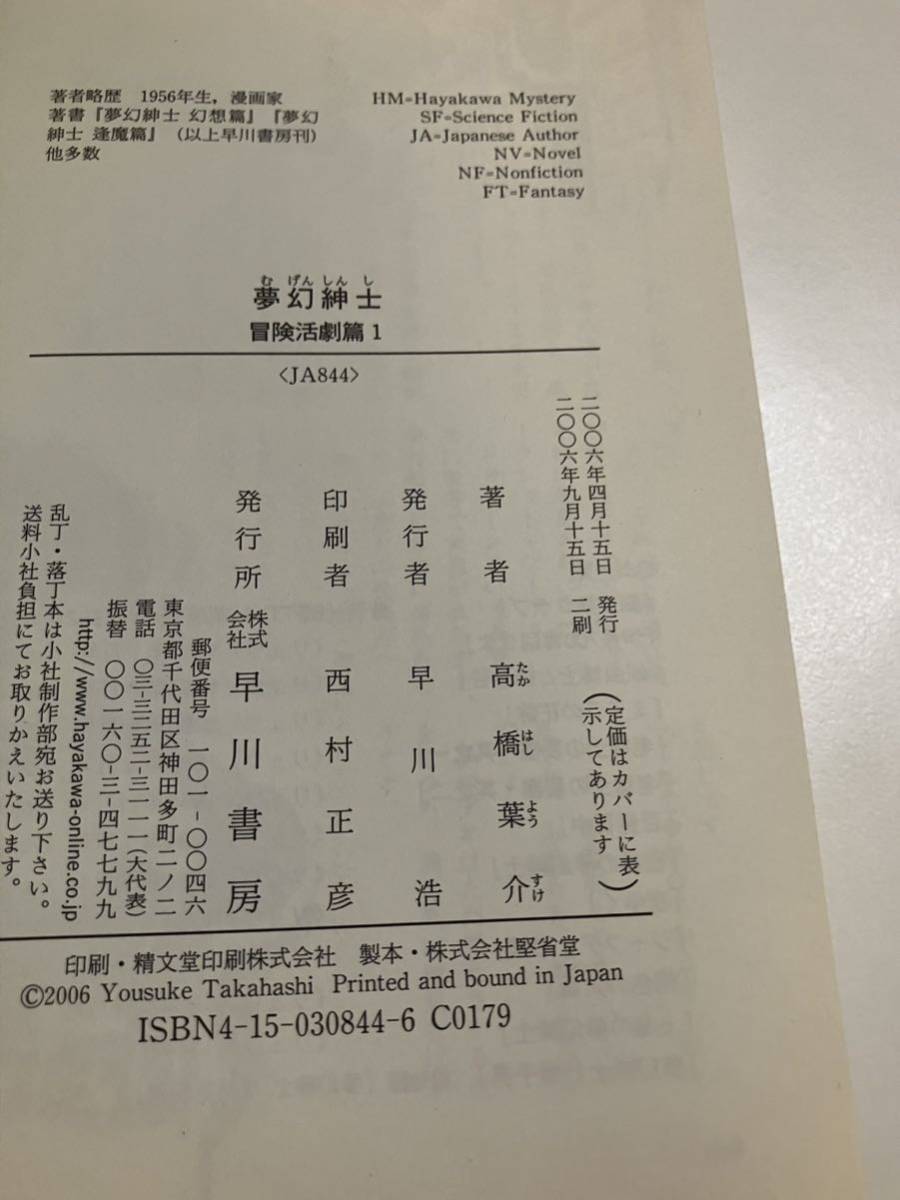 著者略歴　1956年生，漫画家
著書『夢幻紳士 幻想篇』『夢幻
紳士 逢魔篇』（以上早川書房刊）
他多数
HM=Hayakawa Mystery
SF=Science Fiction
JA=Japanese Author
NV=Novel
NF=Nonfiction
FT=Fantasy
む げん しん し
夢幻紳士
冒険活劇篇 1
〈JA844〉
二〇〇六年四月十五日　発行
二〇〇六年九月十五日　二刷
（定価はカバーに表
示してあります）
著者　高橋葉介
たか はし よう すけ
発行者　早川浩
印刷者　西村正彦
発行所　株式会社　早川書房
郵便番号　一〇一-〇〇四六
東京都千代田区神田多町二ノ二
電話　〇三-三二五二-三一一一（大代表）
振替　〇〇一六〇-三-四七七九九
http://www.hayakawa-online.co.jp
乱丁・落丁本は小社制作部宛お送り下さい。
送料小社負担にてお取りかえいたします。
印刷・精文堂印刷株式会社　製本・株式会社堅省堂
©2006 Yousuke Takahashi Printed and bound in Japan
ISBN4-15-030844-6 C0179